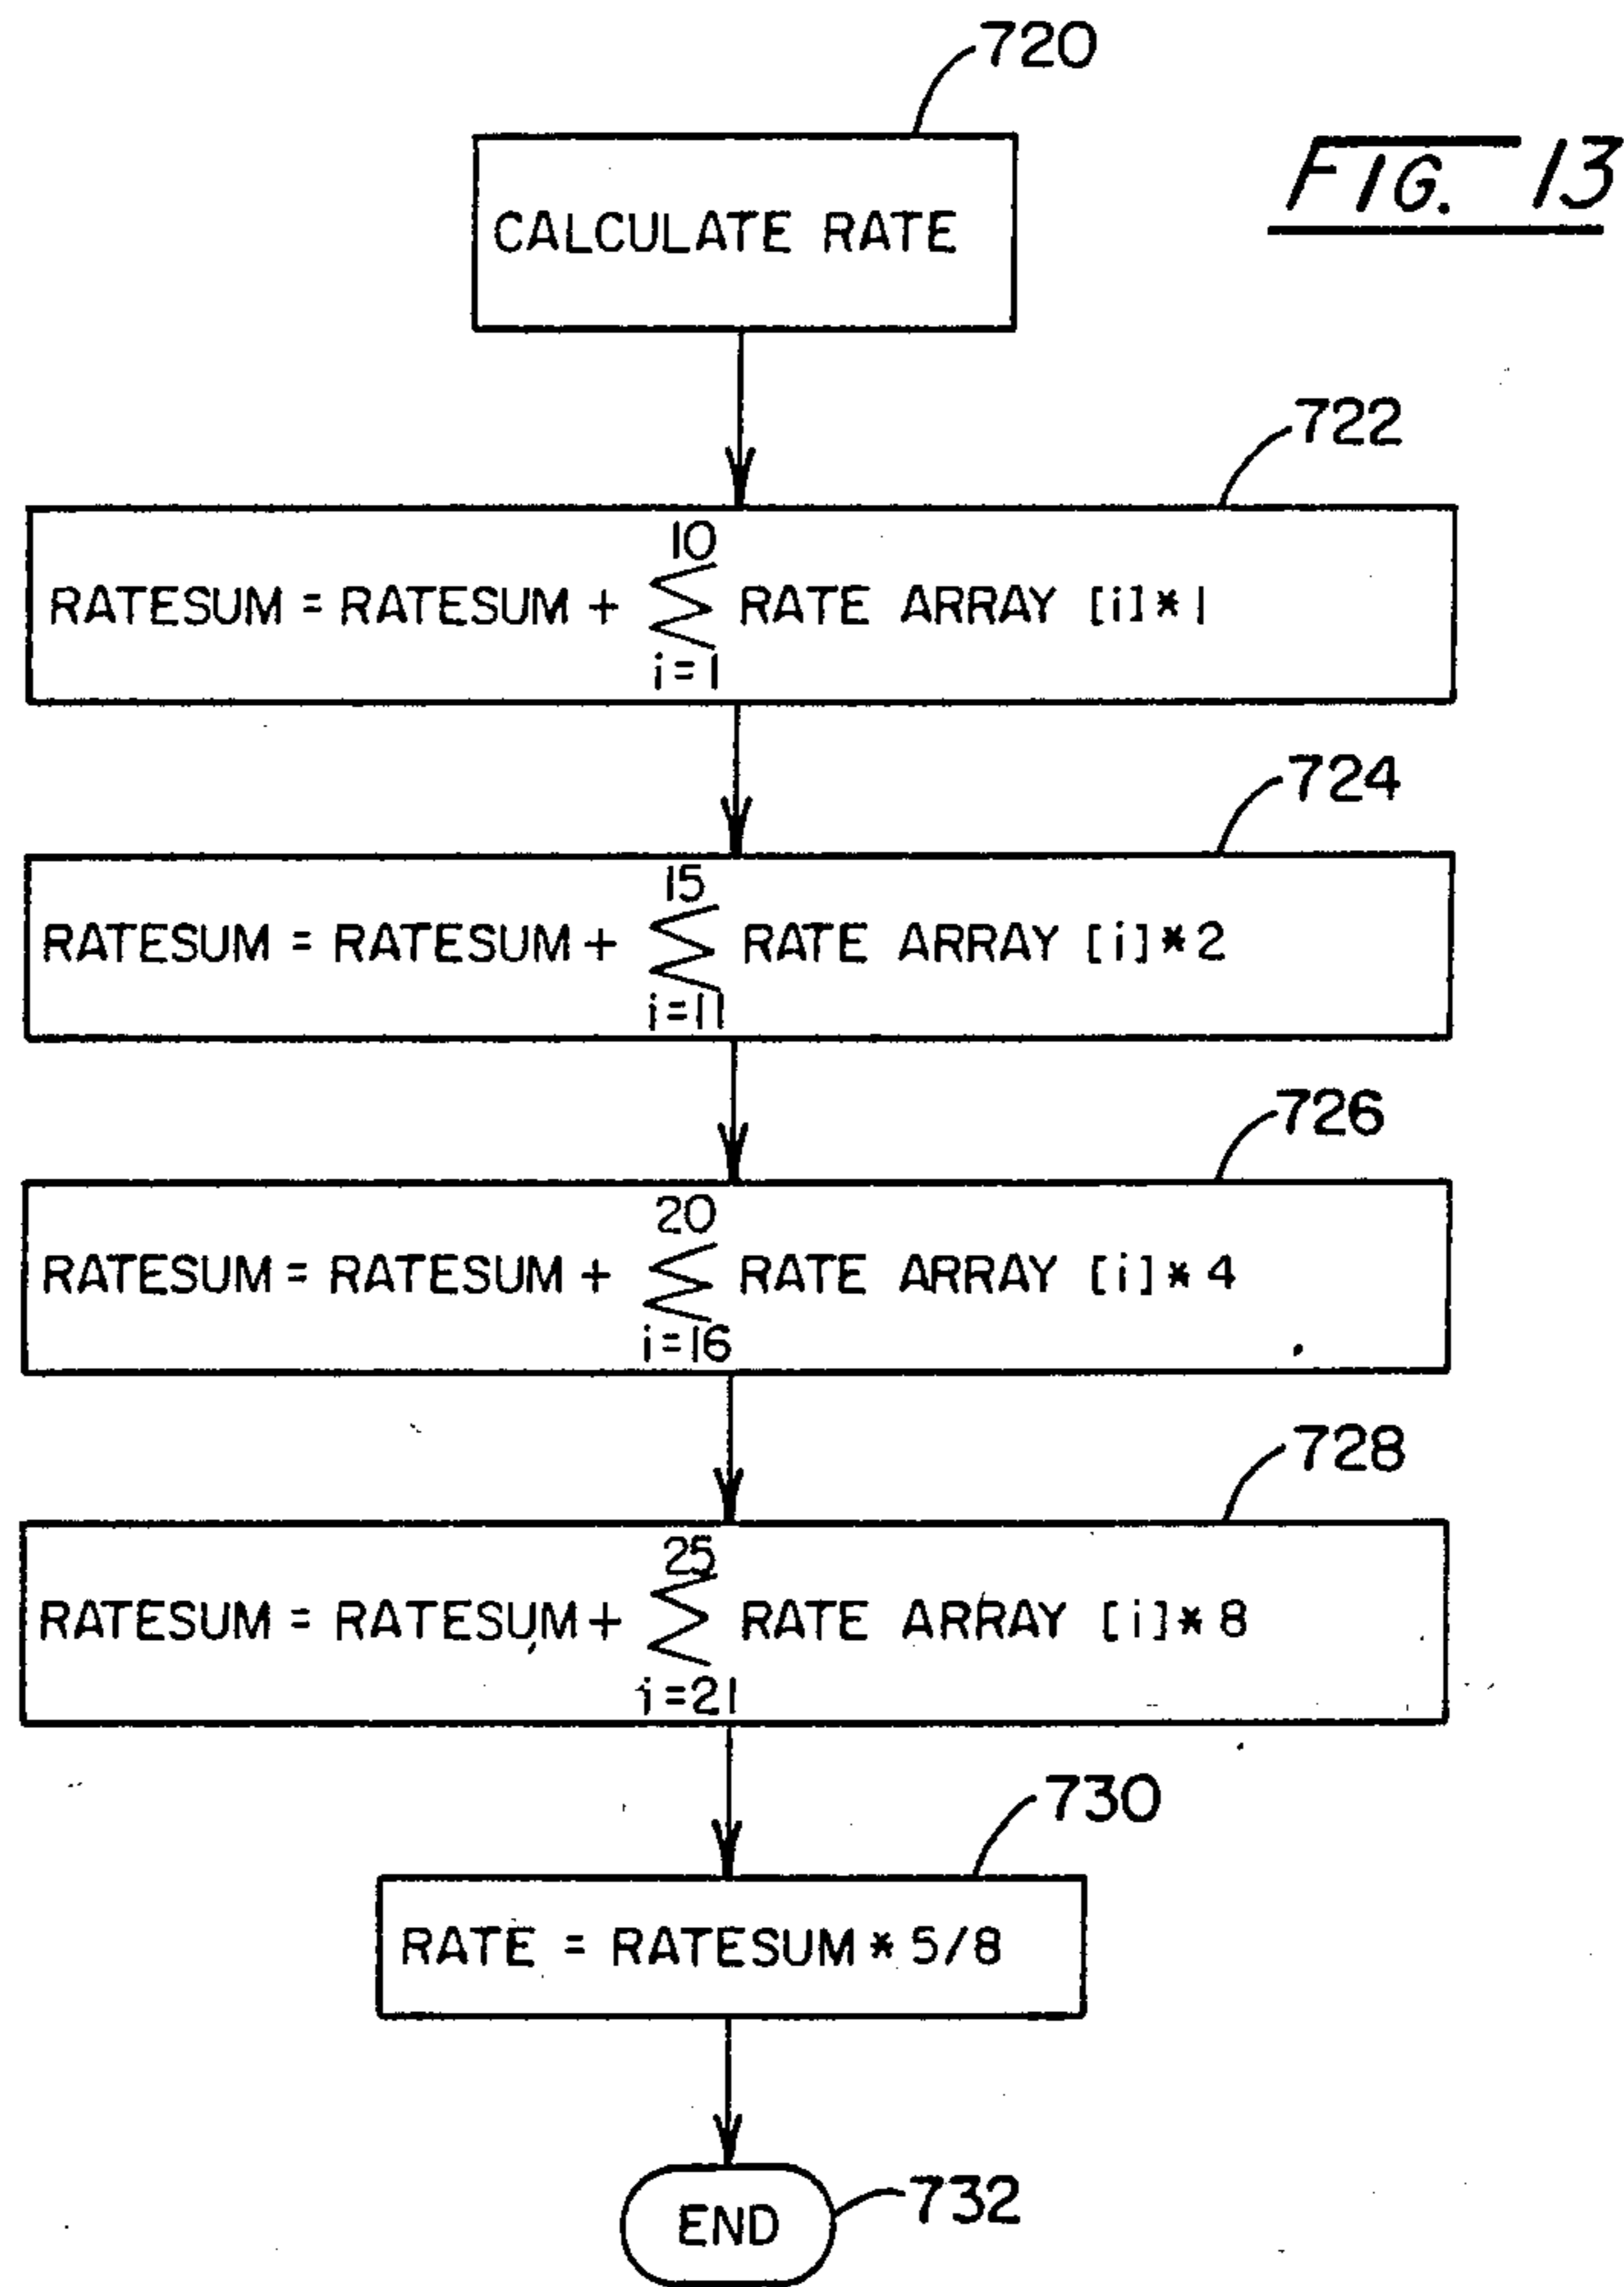 720
FIG. 13
CALCULATE RATE
722
10
RATESUM = RATESUM + ∑ RATE ARRAY [i]* 1
i=1
724
15
RATESUM = RATESUM + ∑ RATE ARRAY [i]* 2
i=11
726
20
RATESUM = RATESUM + ∑ RATE ARRAY [i]* 4
i=16
728
25
RATESUM = RATESUM + ∑ RATE ARRAY [i]* 8
i=21
730
RATE = RATESUM * 5/8
END
732